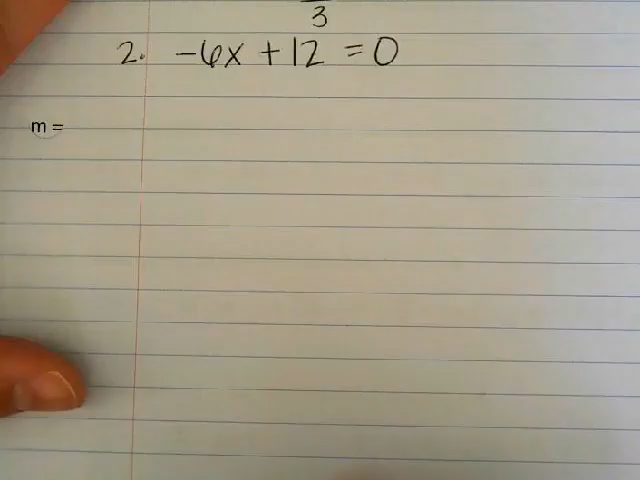 3
2. -6x + 12 = 0
m =